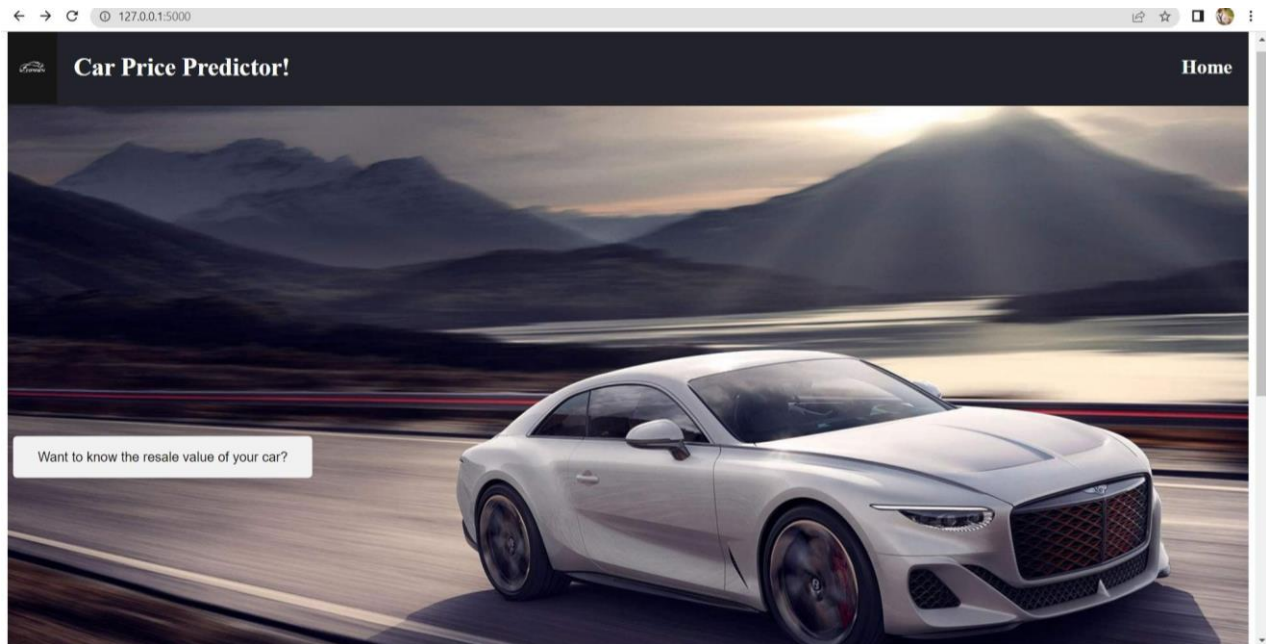 127.0.0.1:5000
Car Price Predictor!
Home
Want to know the resale value of your car?